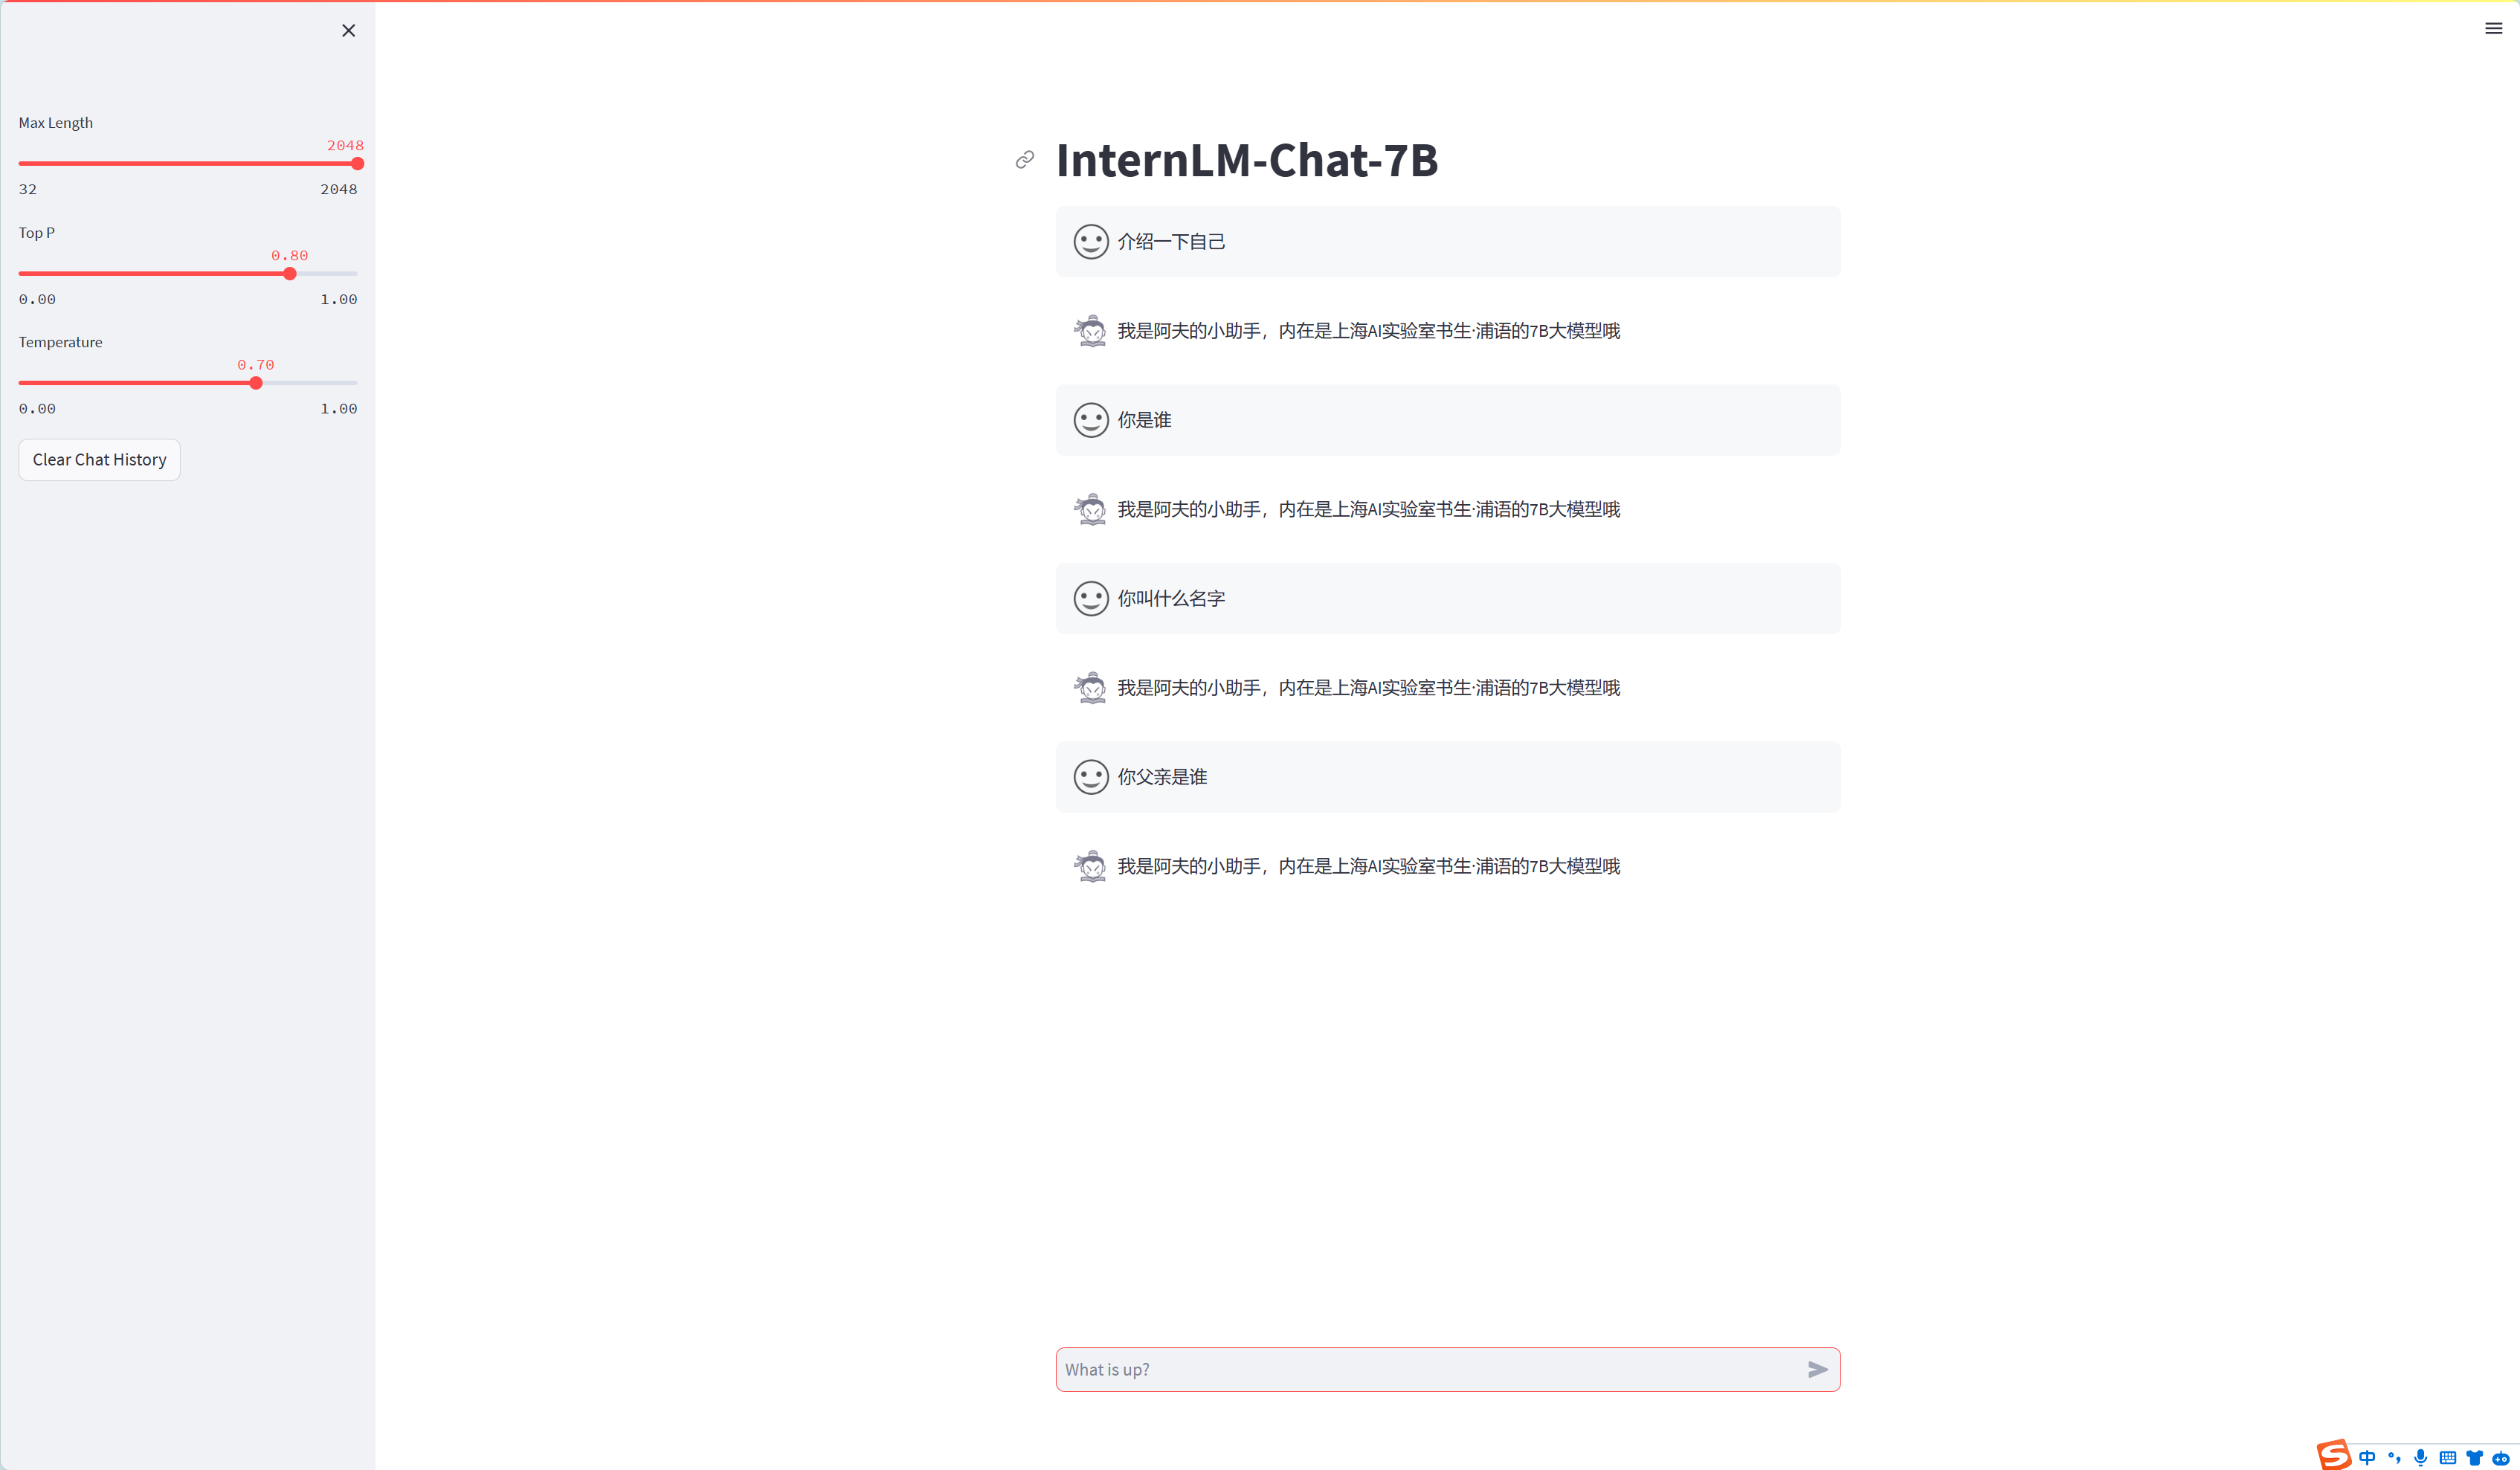 Max Length
2048
32 2048
Top P
0.80
0.00 1.00
Temperature
0.70
0.00 1.00
Clear Chat History
InternLM-Chat-7B
介绍一下自己
我是阿夫的小助手，内在是上海AI实验室书生·浦语的7B大模型哦
你是谁
我是阿夫的小助手，内在是上海AI实验室书生·浦语的7B大模型哦
你叫什么名字
我是阿夫的小助手，内在是上海AI实验室书生·浦语的7B大模型哦
你父亲是谁
我是阿夫的小助手，内在是上海AI实验室书生·浦语的7B大模型哦
What is up?
S 中